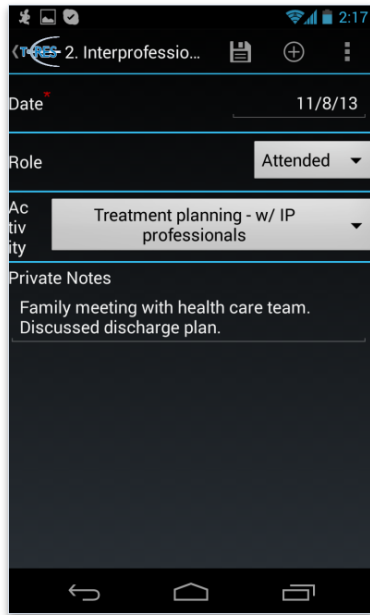 2:17
T-RES 2. Interprofessio...
Date*
11/8/13
Role
Attended
Ac
tiv
ity
Treatment planning - w/ IP
professionals
Private Notes
Family meeting with health care team.
Discussed discharge plan.